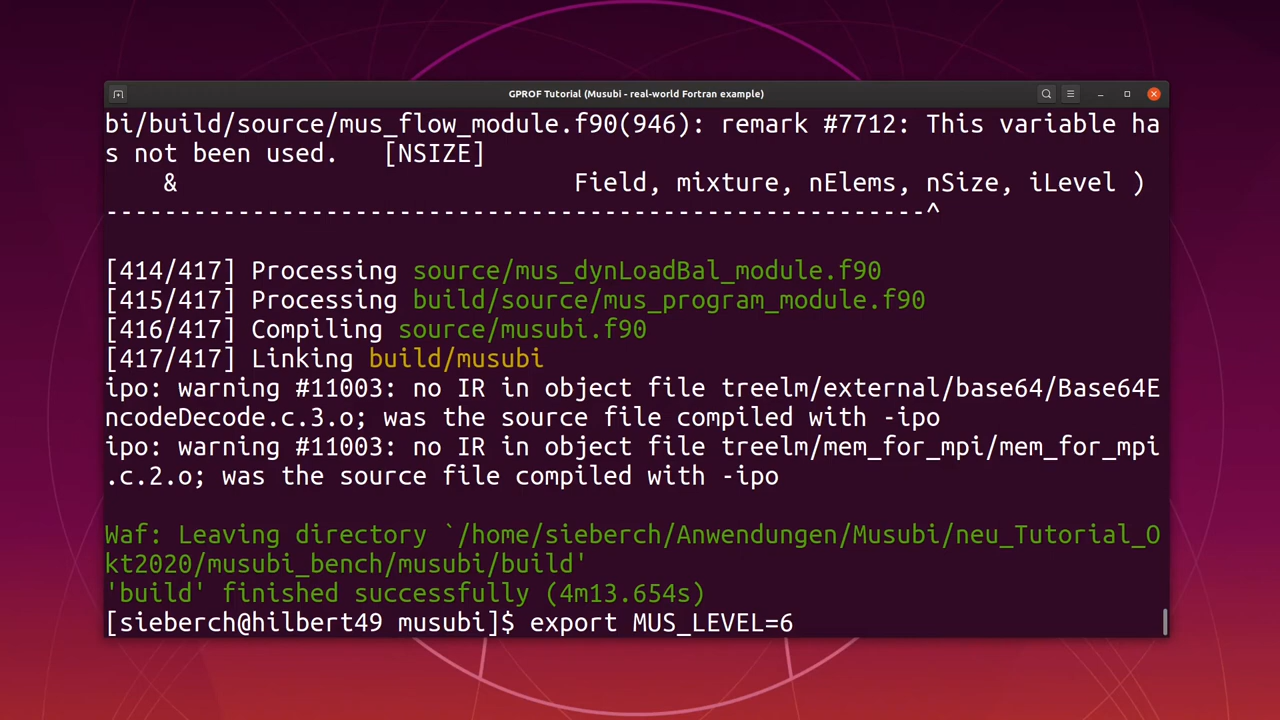 GPROF Tutorial (Musubi - real-world Fortran example)
bi/build/source/mus_flow_module.f90(946): remark #7712: This variable ha
s not been used.   [NSIZE]
    &                           Field, mixture, nElems, nSize, iLevel )
--------------------------------------------------------^
[414/417] Processing source/mus_dynLoadBal_module.f90
[415/417] Processing build/source/mus_program_module.f90
[416/417] Compiling source/musubi.f90
[417/417] Linking build/musubi
ipo: warning #11003: no IR in object file treelm/external/base64/Base64E
ncodeDecode.c.3.o; was the source file compiled with -ipo
ipo: warning #11003: no IR in object file treelm/mem_for_mpi/mem_for_mpi
.c.2.o; was the source file compiled with -ipo
Waf: Leaving directory `/home/sieberch/Anwendungen/Musubi/neu_Tutorial_O
kt2020/musubi_bench/musubi/build'
'build' finished successfully (4m13.654s)
[sieberch@hilbert49 musubi]$ export MUS_LEVEL=6